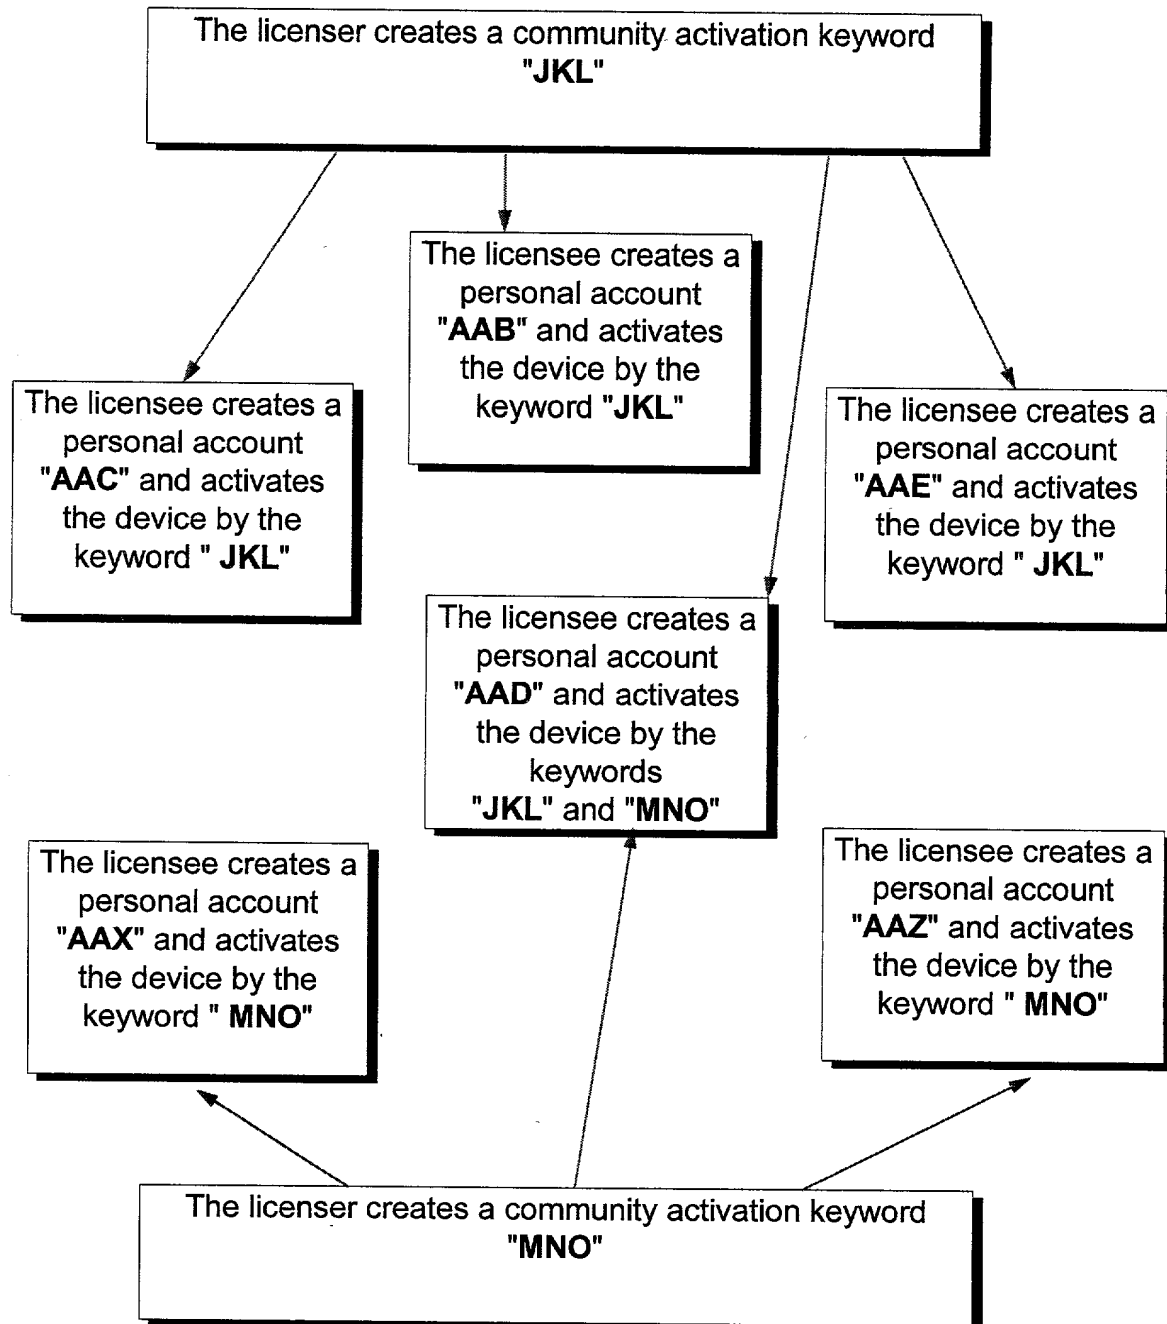 The licenser creates a community activation keyword
"JKL"
The licensee creates a
personal account
"AAB" and activates
the device by the
keyword "JKL"
The licensee creates a
personal account
"AAC" and activates
the device by the
keyword " JKL"
The licensee creates a
personal account
"AAE" and activates
the device by the
keyword " JKL"
The licensee creates a
personal account
"AAD" and activates
the device by the
keywords
"JKL" and "MNO"
The licensee creates a
personal account
"AAX" and activates
the device by the
keyword " MNO"
The licensee creates a
personal account
"AAZ" and activates
the device by the
keyword " MNO"
The licenser creates a community activation keyword
"MNO"